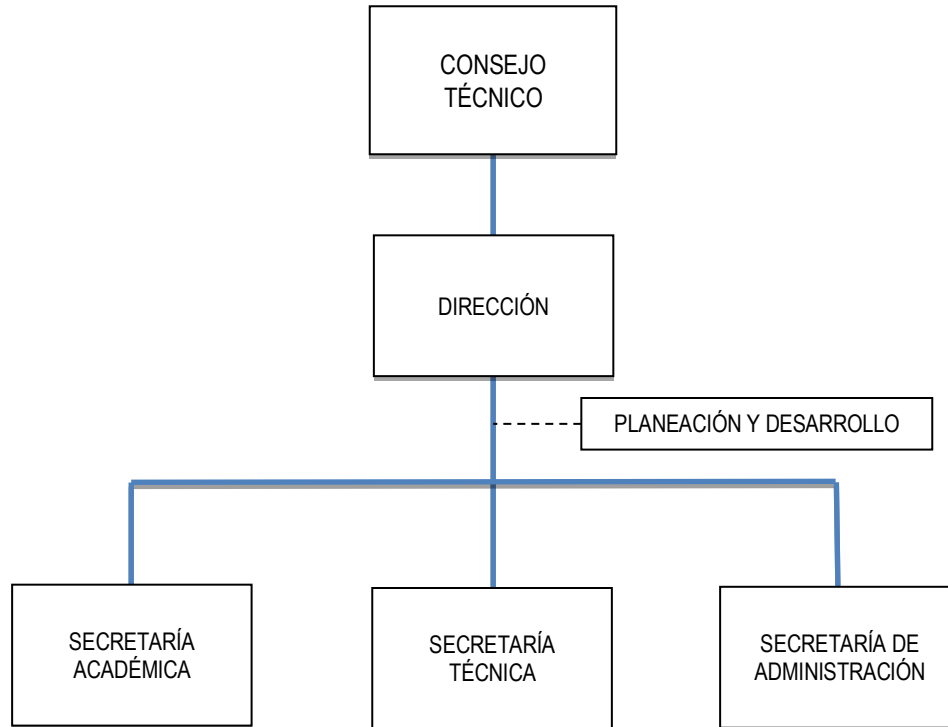 CONSEJO
TÉCNICO
DIRECCIÓN
PLANEACIÓN Y DESARROLLO
SECRETARÍA
ACADÉMICA
SECRETARÍA
TÉCNICA
SECRETARÍA DE
ADMINISTRACIÓN